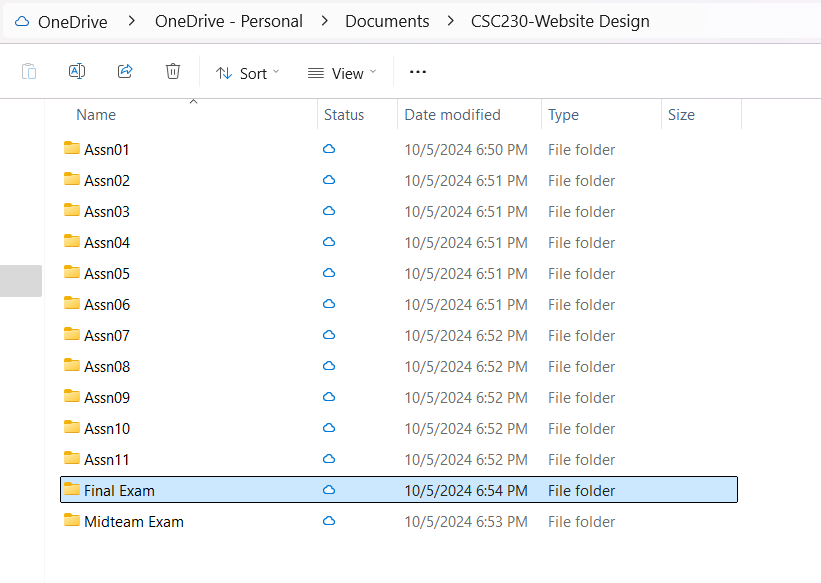 OneDrive > OneDrive - Personal > Documents > CSC230-Website Design
Sort View ...
Name Status Date modified Type Size
Assn01 10/5/2024 6:50 PM File folder
Assn02 10/5/2024 6:51 PM File folder
Assn03 10/5/2024 6:51 PM File folder
Assn04 10/5/2024 6:51 PM File folder
Assn05 10/5/2024 6:51 PM File folder
Assn06 10/5/2024 6:51 PM File folder
Assn07 10/5/2024 6:52 PM File folder
Assn08 10/5/2024 6:52 PM File folder
Assn09 10/5/2024 6:52 PM File folder
Assn10 10/5/2024 6:52 PM File folder
Assn11 10/5/2024 6:52 PM File folder
Final Exam 10/5/2024 6:54 PM File folder
Midteam Exam 10/5/2024 6:53 PM File folder